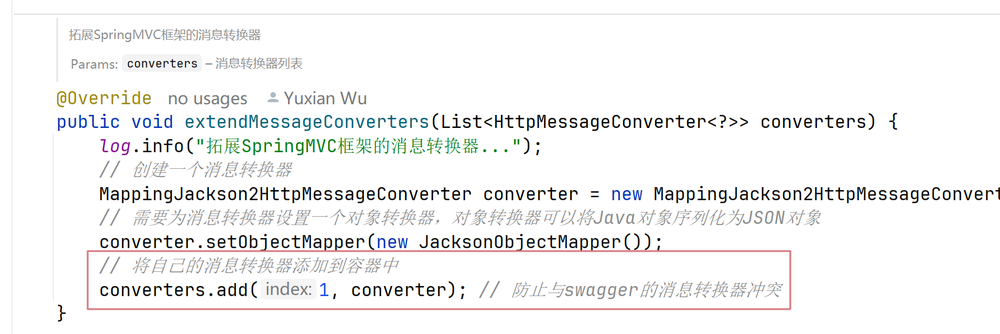 拓展SpringMVC框架的消息转换器
Params: converters – 消息转换器列表
@Override no usages Yuxian Wu
public void extendMessageConverters(List<HttpMessageConverter<?>> converters) {
log.info("拓展SpringMVC框架的消息转换器...");
// 创建一个消息转换器
MappingJackson2HttpMessageConverter converter = new MappingJackson2HttpMessageConvert
// 需要为消息转换器设置一个对象转换器，对象转换器可以将Java对象序列化为JSON对象
converter.setObjectMapper(new JacksonObjectMapper());
// 将自己的消息转换器添加到容器中
converters.add( index: 1, converter); // 防止与swagger的消息转换器冲突
}